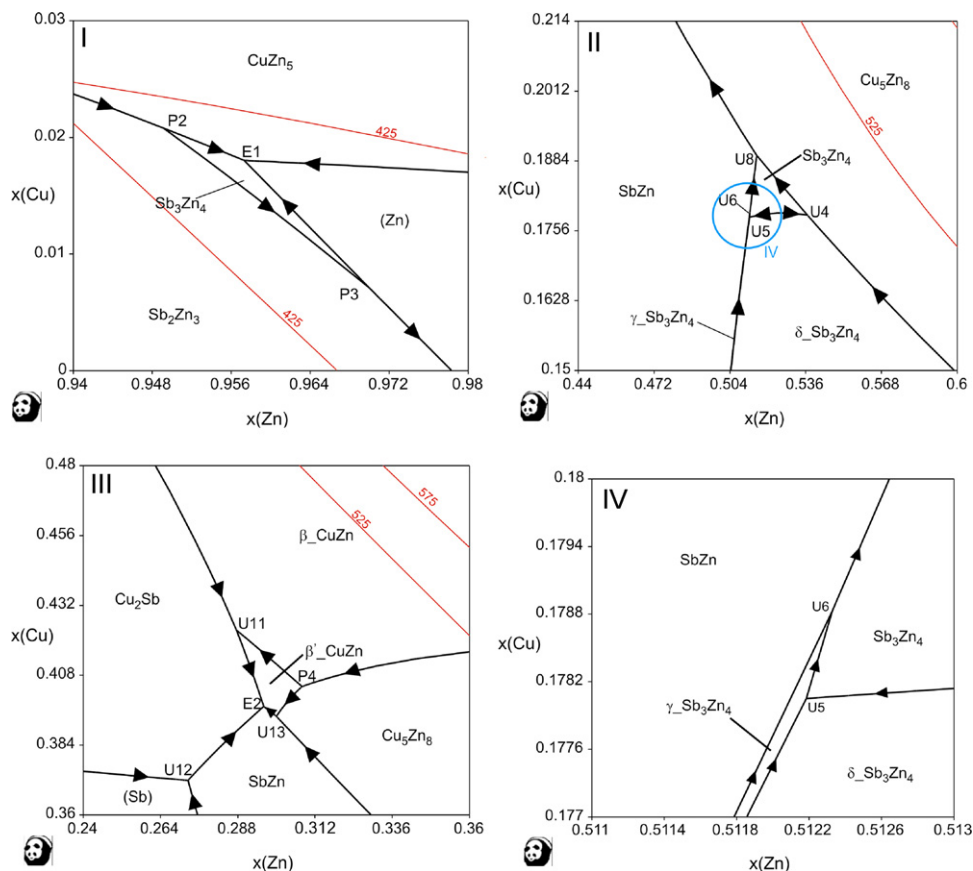 I
0.03
0.02
x(Cu)
0.01
0
0.94
0.948
0.956
0.964
0.972
0.98
x(Zn)
CuZn5
425
P2
E1
Sb3Zn4
(Zn)
P3
Sb2Zn3
425
II
0.214
0.2012
0.1884
x(Cu)
0.1756
0.1628
0.15
0.44
0.472
0.504
0.536
0.568
0.6
x(Zn)
Cu5Zn8
525
U8
Sb3Zn4
SbZn
U6
U4
U5
IV
γ_Sb3Zn4
δ_Sb3Zn4
III
0.48
0.456
0.432
x(Cu)
0.408
0.384
0.36
0.24
0.264
0.288
0.312
0.336
0.36
x(Zn)
575
525
β_CuZn
Cu2Sb
U11
β'_CuZn
P4
E2
U13
Cu5Zn8
U12
SbZn
(Sb)
IV
0.18
0.1794
0.1788
x(Cu)
0.1782
0.1776
0.177
0.511
0.5114
0.5118
0.5122
0.5126
0.513
x(Zn)
SbZn
U6
Sb3Zn4
U5
γ_Sb3Zn4
δ_Sb3Zn4